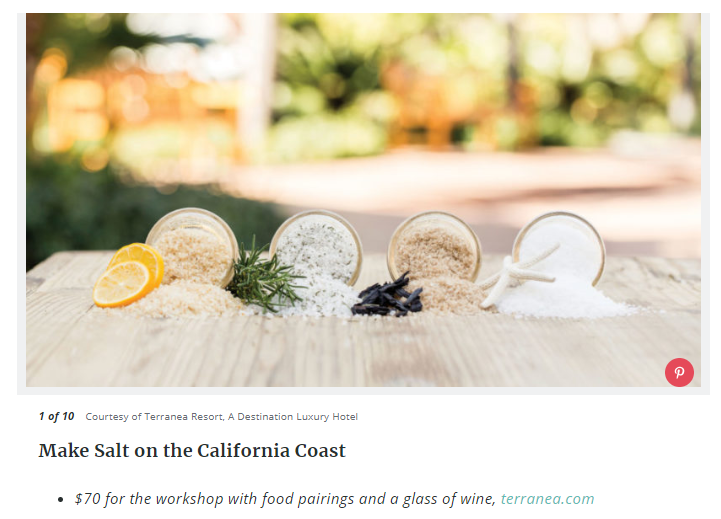 1 of 10 Courtesy of Terranea Resort, A Destination Luxury Hotel
Make Salt on the California Coast
• $70 for the workshop with food pairings and a glass of wine, terranea.com